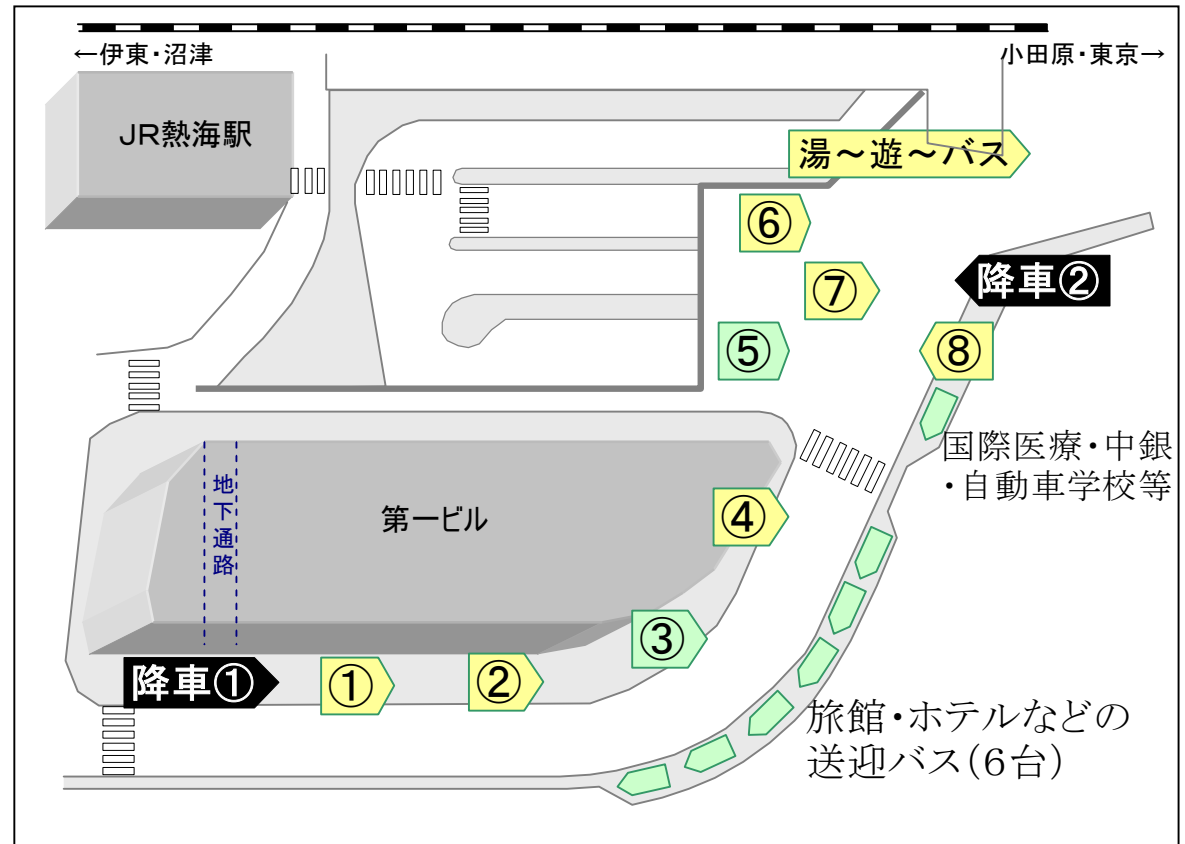 ←伊東・沼津
小田原・東京→
JR熱海駅
湯～遊～バス
⑥
降車②
⑦
⑤
⑧
国際医療・中銀
・自動車学校等
地下通路
第一ビル
④
③
降車①
①
②
旅館・ホテルなどの
送迎バス(6台)